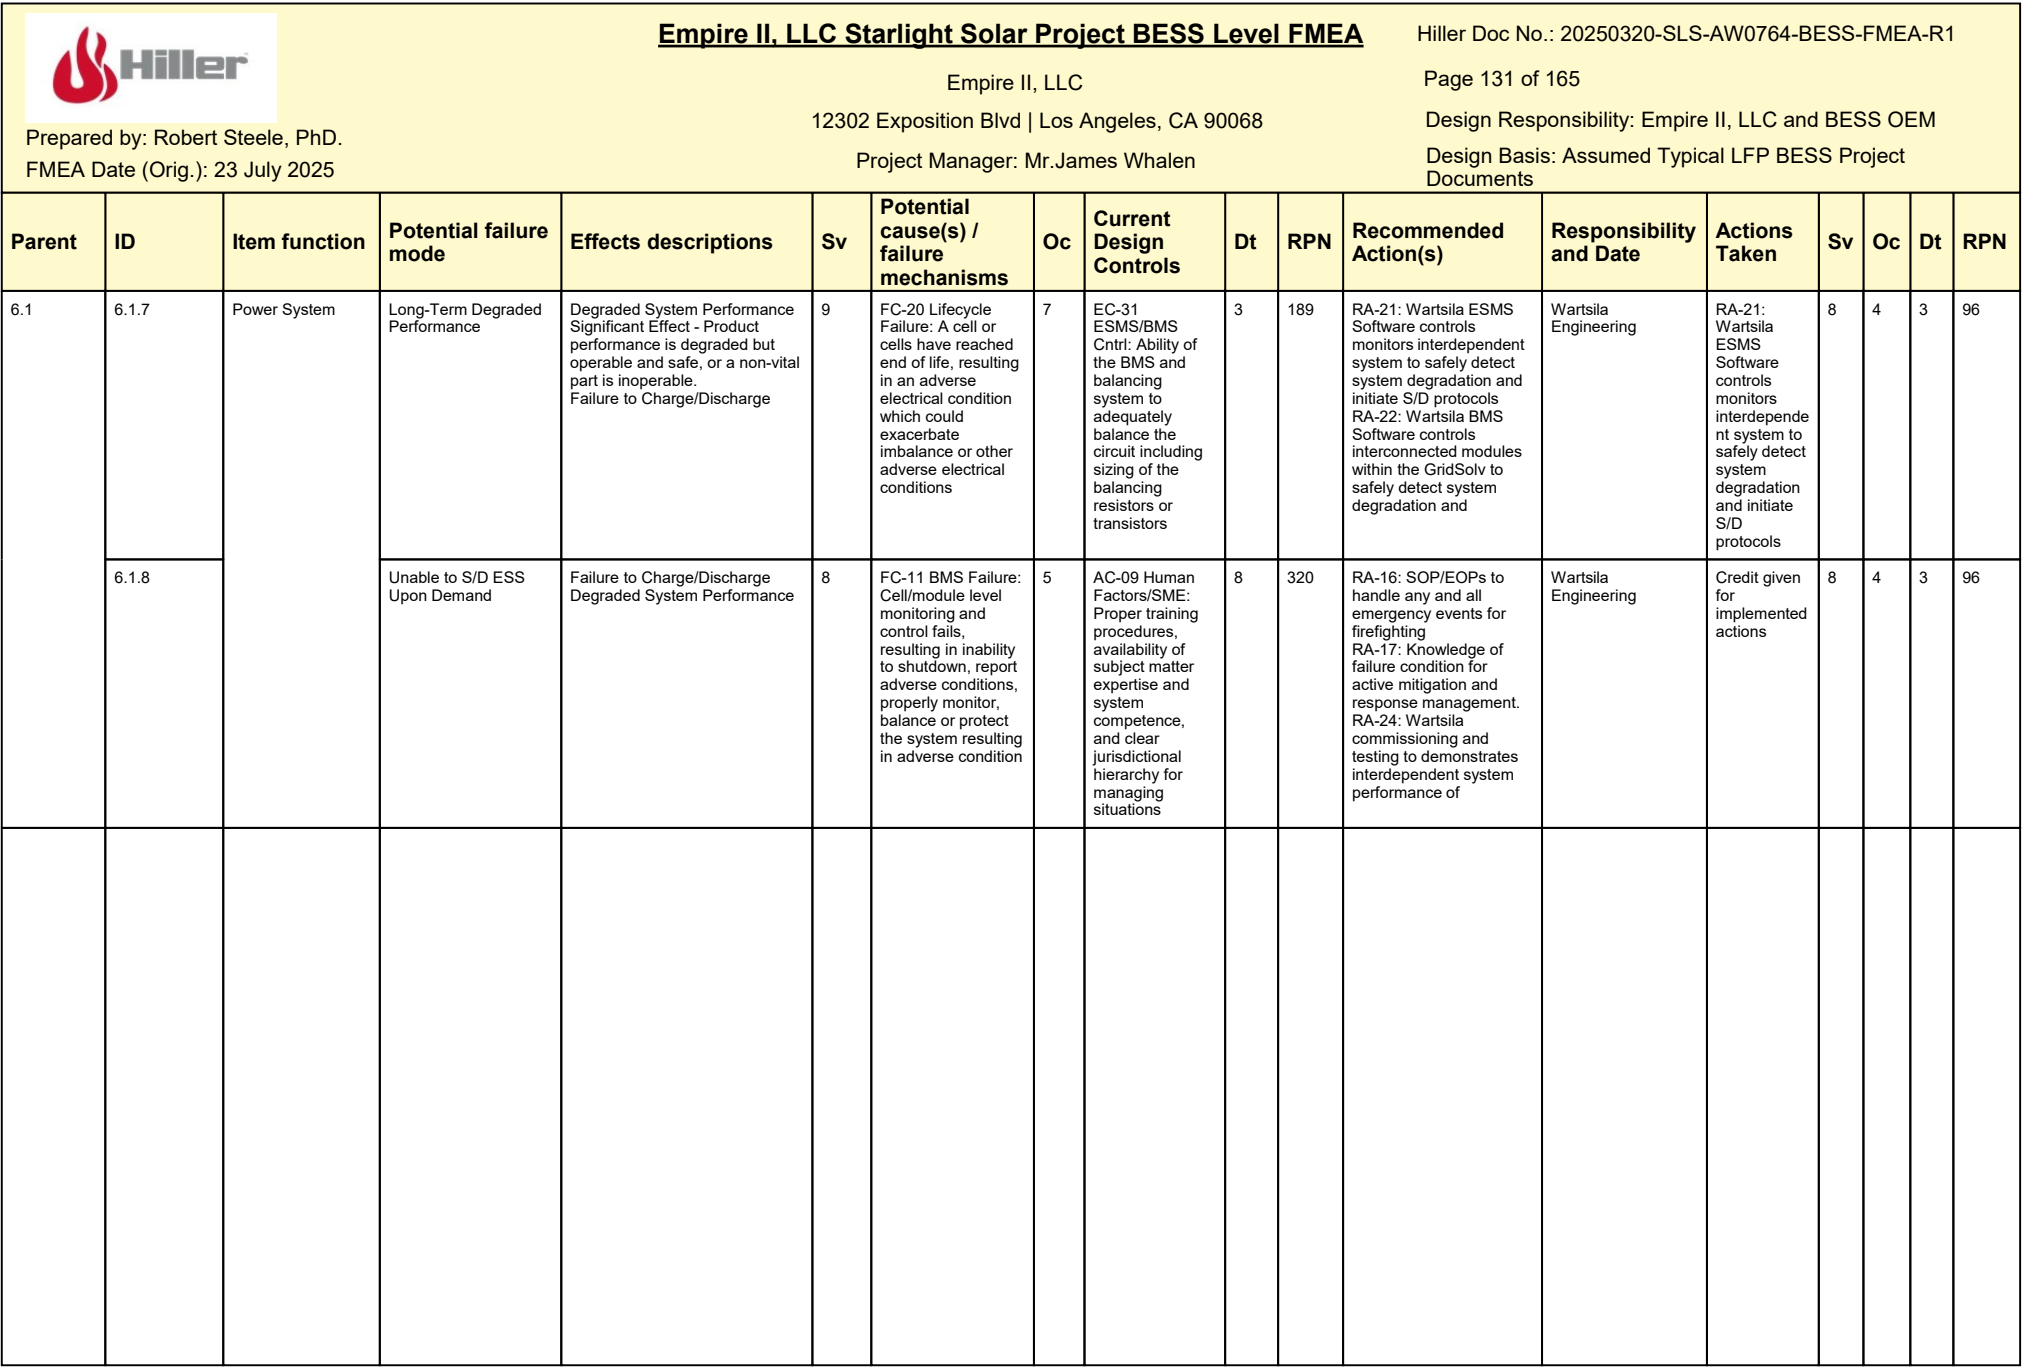 Hiller
Prepared by: Robert Steele, PhD.
FMEA Date (Orig.): 23 July 2025
Empire II, LLC Starlight Solar Project BESS Level FMEA
Empire II, LLC
12302 Exposition Blvd | Los Angeles, CA 90068
Project Manager: Mr.James Whalen
Hiller Doc No.: 20250320-SLS-AW0764-BESS-FMEA-R1
Page 131 of 165
Design Responsibility: Empire II, LLC and BESS OEM
Design Basis: Assumed Typical LFP BESS Project
Documents
Parent
ID
Item function
Potential failure
mode
Effects descriptions
Sv
Potential
cause(s) /
failure
mechanisms
Oc
Current
Design
Controls
Dt
RPN
Recommended
Action(s)
Responsibility
and Date
Actions
Taken
Sv
Oc
Dt
RPN
6.1
6.1.7
Power System
Long-Term Degraded
Performance
Degraded System Performance
Significant Effect - Product
performance is degraded but
operable and safe, or a non-vital
part is inoperable.
Failure to Charge/Discharge
9
FC-20 Lifecycle
Failure: A cell or
cells have reached
end of life, resulting
in an adverse
electrical condition
which could
exacerbate
imbalance or other
adverse electrical
conditions
7
EC-31
ESMS/BMS
Cntrl: Ability of
the BMS and
balancing
system to
adequately
balance the
circuit including
sizing of the
balancing
resistors or
transistors
3
189
RA-21: Wartsila ESMS
Software controls
monitors interdependent
system to safely detect
system degradation and
initiate S/D protocols
RA-22: Wartsila BMS
Software controls
interconnected modules
within the GridSolv to
safely detect system
degradation and
Wartsila
Engineering
RA-21:
Wartsila
ESMS
Software
controls
monitors
interdepende
nt system to
safely detect
system
degradation
and initiate
S/D
protocols
8
4
3
96
6.1.8
Unable to S/D ESS
Upon Demand
Failure to Charge/Discharge
Degraded System Performance
8
FC-11 BMS Failure:
Cell/module level
monitoring and
control fails,
resulting in inability
to shutdown, report
adverse conditions,
properly monitor,
balance or protect
the system resulting
in adverse condition
5
AC-09 Human
Factors/SME:
Proper training
procedures,
availability of
subject matter
expertise and
system
competence,
and clear
jurisdictional
hierarchy for
managing
situations
8
320
RA-16: SOP/EOPs to
handle any and all
emergency events for
firefighting
RA-17: Knowledge of
failure condition for
active mitigation and
response management.
RA-24: Wartsila
commissioning and
testing to demonstrates
interdependent system
performance of
Wartsila
Engineering
Credit given
for
implemented
actions
8
4
3
96